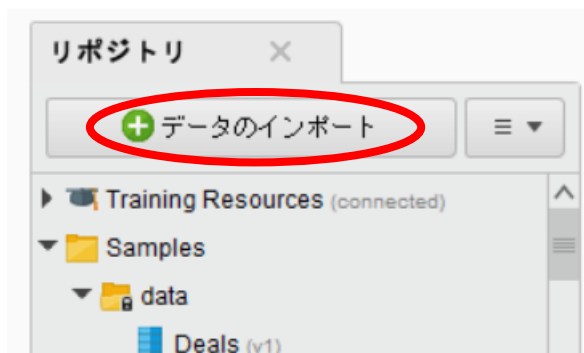 リポジトリ
データのインポート
Training Resources (connected)
Samples
data
Deals (v1)